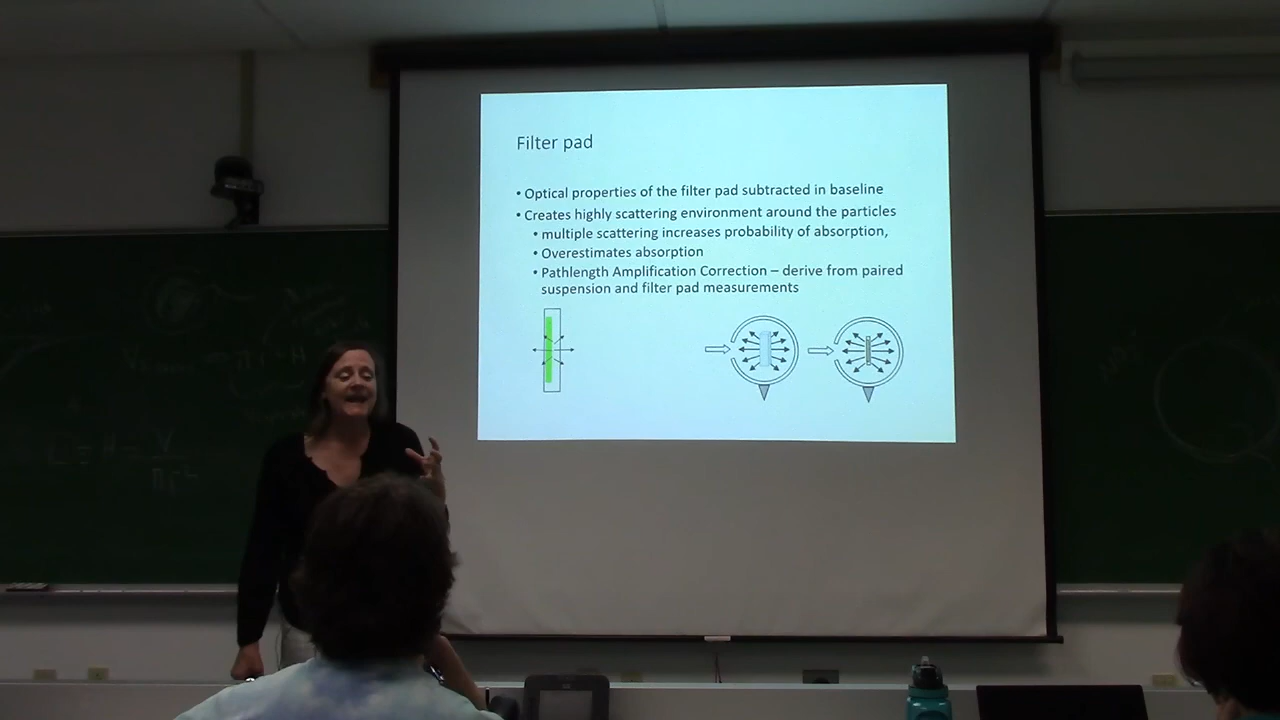 Filter pad
• Optical properties of the filter pad subtracted in baseline
• Creates highly scattering environment around the particles
• multiple scattering increases probability of absorption,
• Overestimates absorption
• Pathlength Amplification Correction – derive from paired
suspension and filter pad measurements